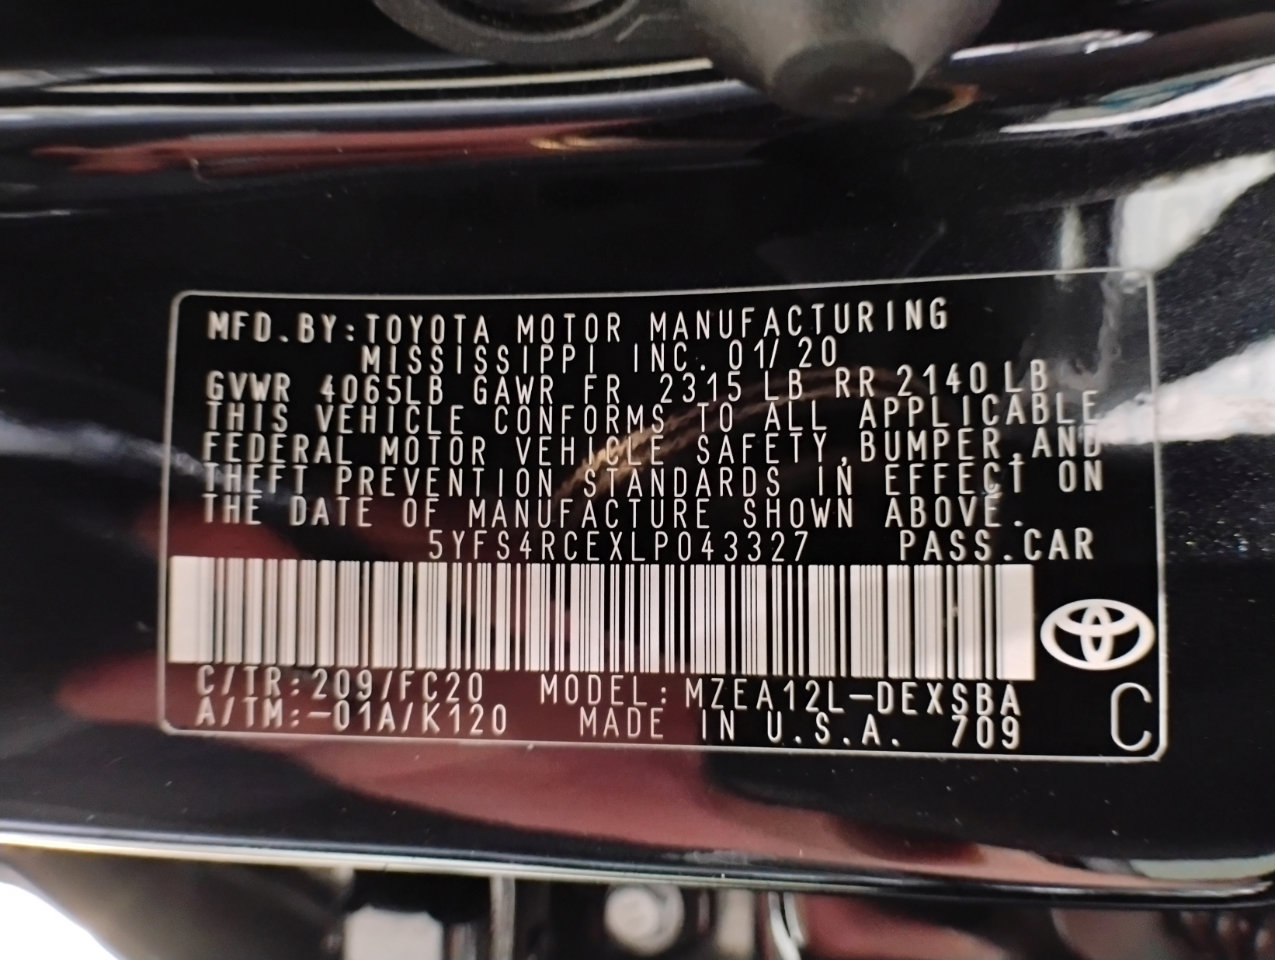 MFD.BY:TOYOTA MOTOR MANUFACTURING
MISSISSIPPI INC. 01/20
GVWR 4065LB GAWR FR 2315 LB RR 2140LB
THIS VEHICLE CONFORMS TO ALL APPLICABLE
FEDERAL MOTOR VEHICLE SAFETY,BUMPER,AND
THEFT PREVENTION STANDARDS IN EFFECT ON
THE DATE OF MANUFACTURE SHOWN ABOVE.
5YFS4RCEXLP043327 PASS.CAR
C/TR:209/FC20 MODEL:MZEA12L-DEXSBA
A/TM:-01A/K120 MADE IN U.S.A. 709
C